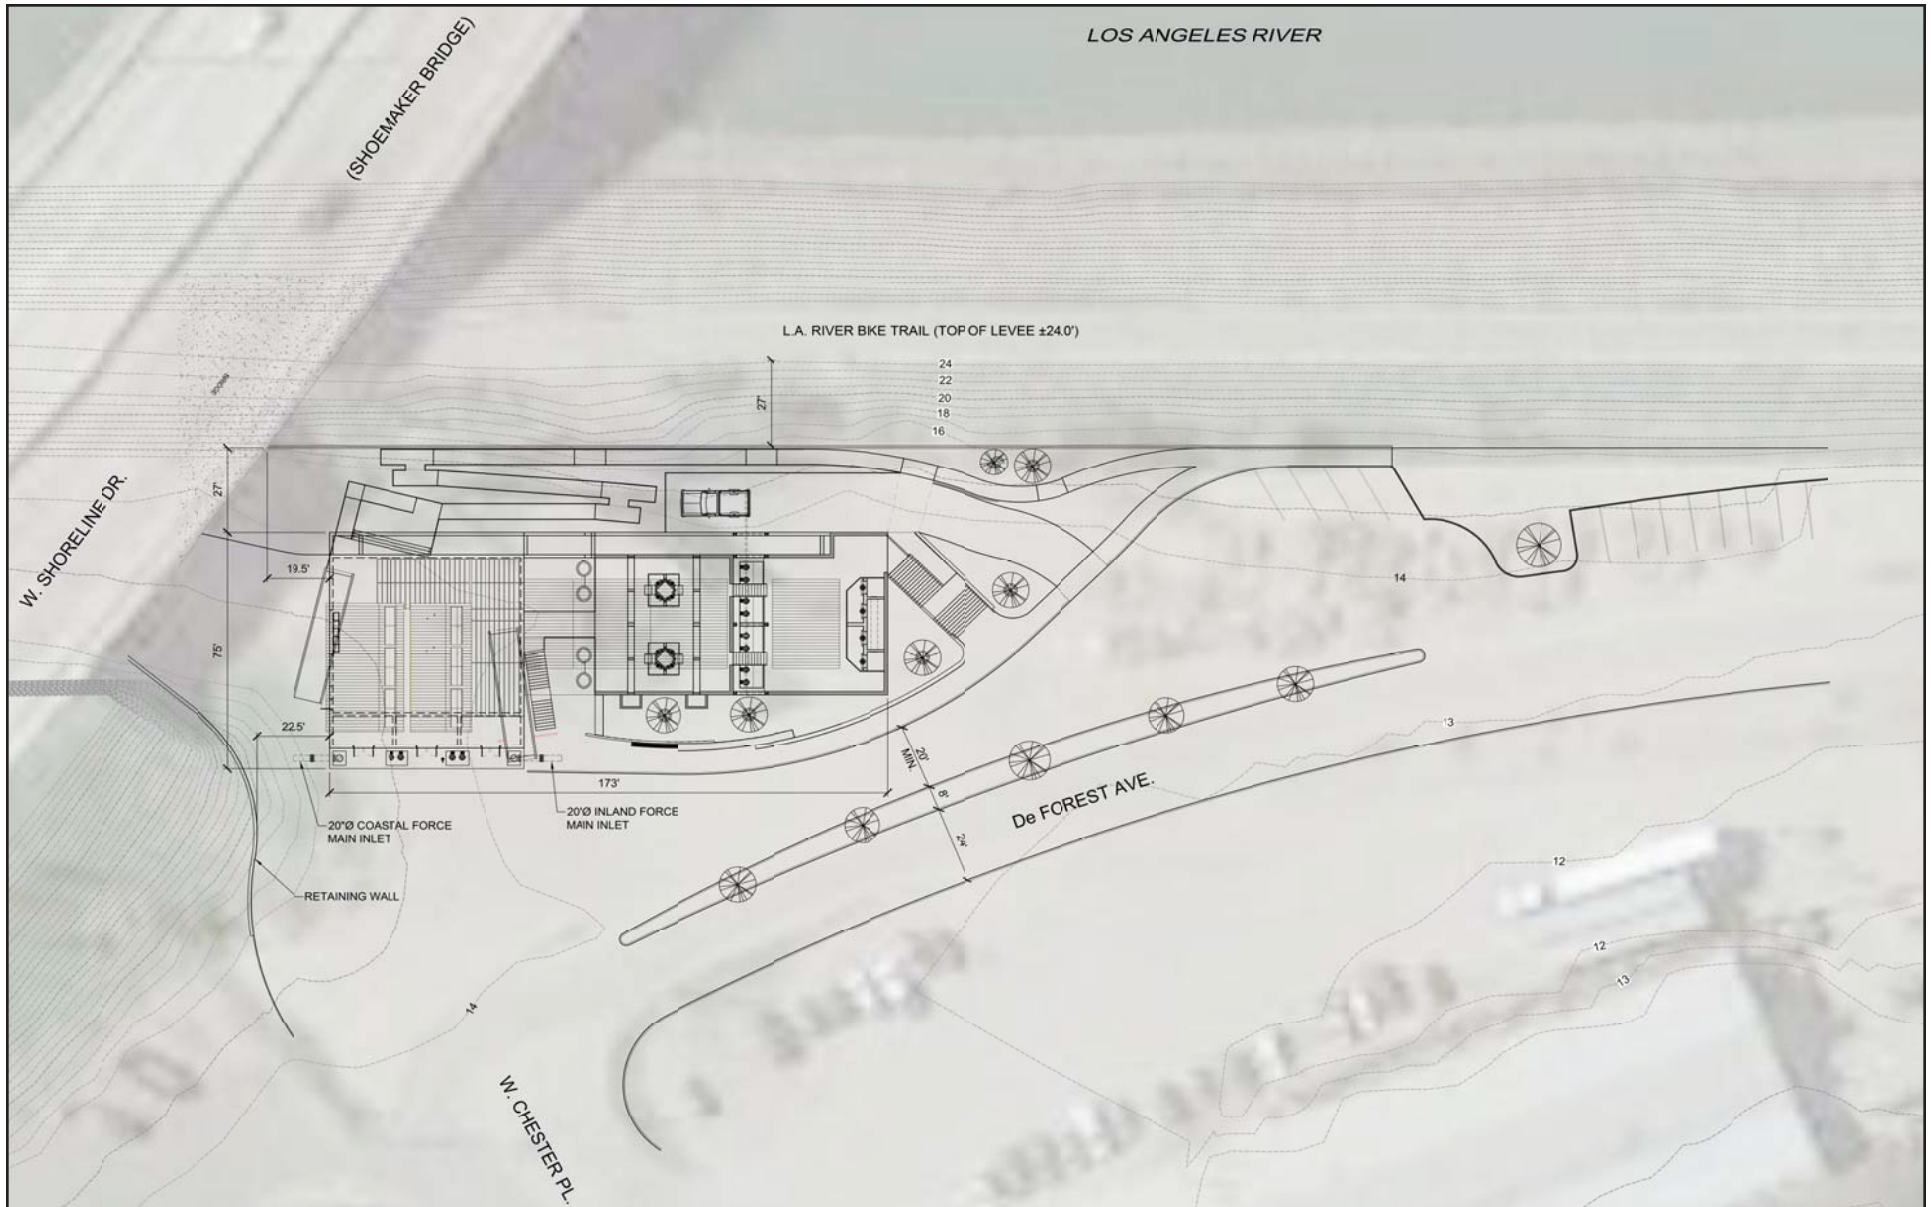 LOS ANGELES RIVER
(SHOEMAKER BRIDGE)
L.A. RIVER BKE TRAIL (TOP OF LEVEE ±24.0')
24
22
20
18
16
27'
BRIDGE
27'
W. SHORELINE DR.
19.5'
75'
14
22.5'
13
20'
MIN.
8'
24'
De FOREST AVE.
173'
20"Ø COASTAL FORCE
MAIN INLET
20'Ø INLAND FORCE
MAIN INLET
RETAINING WALL
12
12
13
14
W. CHESTER PL.